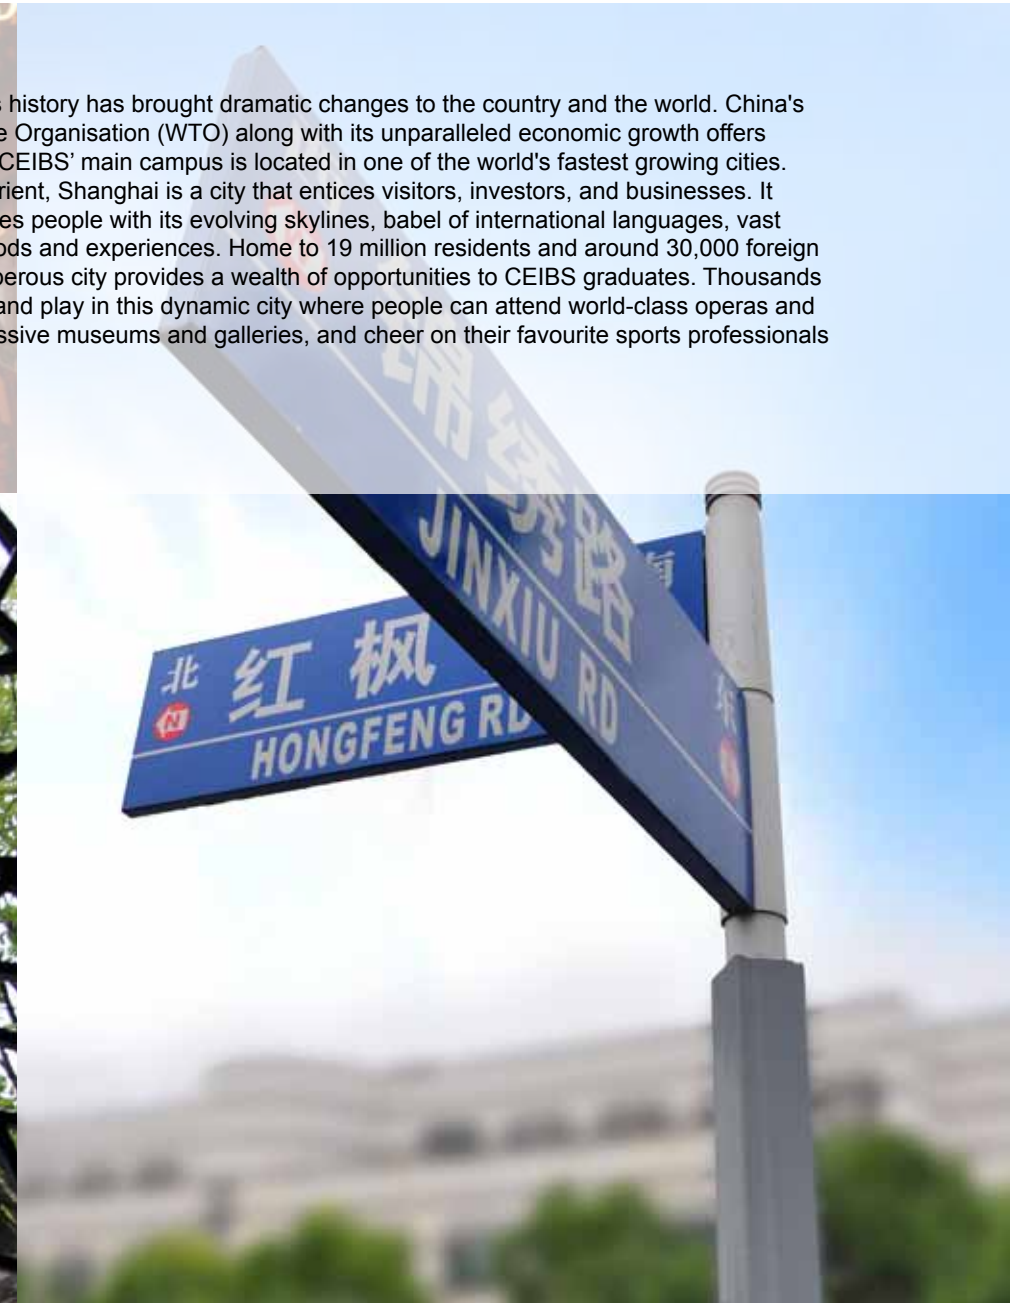 s history has brought dramatic changes to the country and the world. China's
e Organisation (WTO) along with its unparalleled economic growth offers
CEIBS' main campus is located in one of the world's fastest growing cities.
rient, Shanghai is a city that entices visitors, investors, and businesses. It
es people with its evolving skylines, babel of international languages, vast
ods and experiences. Home to 19 million residents and around 30,000 foreign
perous city provides a wealth of opportunities to CEIBS graduates. Thousands
and play in this dynamic city where people can attend world-class operas and
ssive museums and galleries, and cheer on their favourite sports professionals
锦绣路
JINXIU RD
东
北 红枫
N
HONGFENG RD